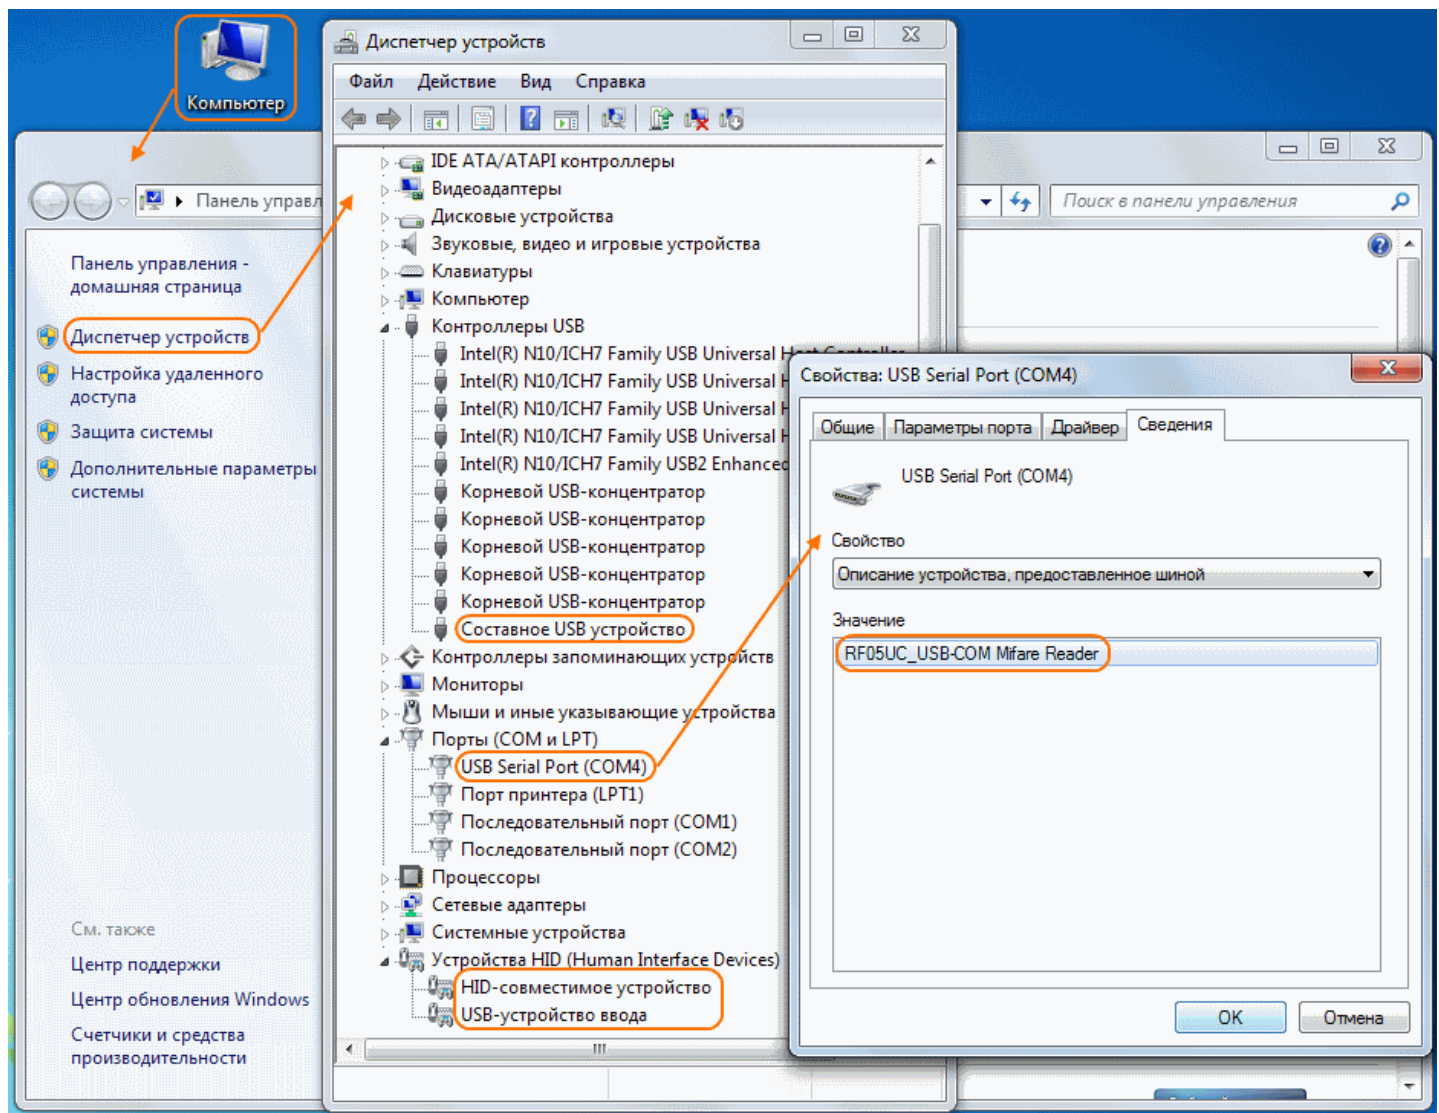 Компьютер
Диспетчер устройств
Файл Действие Вид Справка
Панель управл
Поиск в панели управления
Панель управления -
домашняя страница
Диспетчер устройств
Настройка удаленного
доступа
Защита системы
Дополнительные параметры
системы
См. также
Центр поддержки
Центр обновления Windows
Счетчики и средства
производительности
IDE ATA/ATAPI контроллеры
Видеоадаптеры
Дисковые устройства
Звуковые, видео и игровые устройства
Клавиатуры
Компьютер
Контроллеры USB
Intel(R) N10/ICH7 Family USB Universal Host Controller
Intel(R) N10/ICH7 Family USB Universal H
Intel(R) N10/ICH7 Family USB Universal H
Intel(R) N10/ICH7 Family USB Universal H
Intel(R) N10/ICH7 Family USB2 Enhanced
Корневой USB-концентратор
Корневой USB-концентратор
Корневой USB-концентратор
Корневой USB-концентратор
Корневой USB-концентратор
Составное USB устройство
Контроллеры запоминающих устройств
Мониторы
Мыши и иные указывающие устройства
Порты (COM и LPT)
USB Serial Port (COM4)
Порт принтера (LPT1)
Последовательный порт (COM1)
Последовательный порт (COM2)
Процессоры
Сетевые адаптеры
Системные устройства
Устройства HID (Human Interface Devices)
HID-совместимое устройство
USB-устройство ввода
Свойства: USB Serial Port (COM4)
Общие Параметры порта Драйвер Сведения
USB Serial Port (COM4)
Свойство
Описание устройства, предоставленное шиной
Значение
RF05UC_USB-COM Mifare Reader
OK Отмена